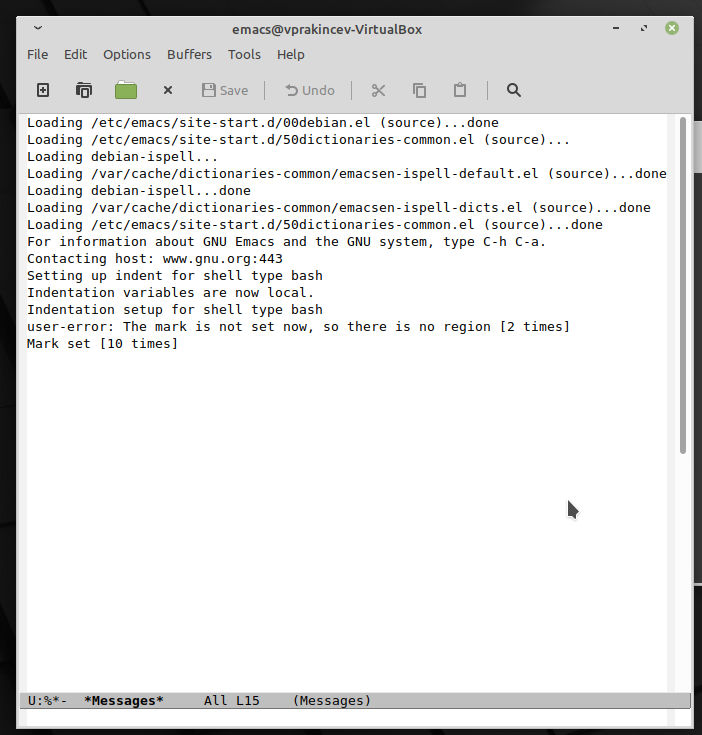 emacs@vprakincev-VirtualBox
File Edit Options Buffers Tools Help
Save Undo
Loading /etc/emacs/site-start.d/00debian.el (source)...done
Loading /etc/emacs/site-start.d/50dictionaries-common.el (source)...
Loading debian-ispell...
Loading /var/cache/dictionaries-common/emacsen-ispell-default.el (source)...done
Loading debian-ispell...done
Loading /var/cache/dictionaries-common/emacsen-ispell-dicts.el (source)...done
Loading /etc/emacs/site-start.d/50dictionaries-common.el (source)...done
For information about GNU Emacs and the GNU system, type C-h C-a.
Contacting host: www.gnu.org:443
Setting up indent for shell type bash
Indentation variables are now local.
Indentation setup for shell type bash
user-error: The mark is not set now, so there is no region [2 times]
Mark set [10 times]
U:%*-  *Messages*     All L15    (Messages)